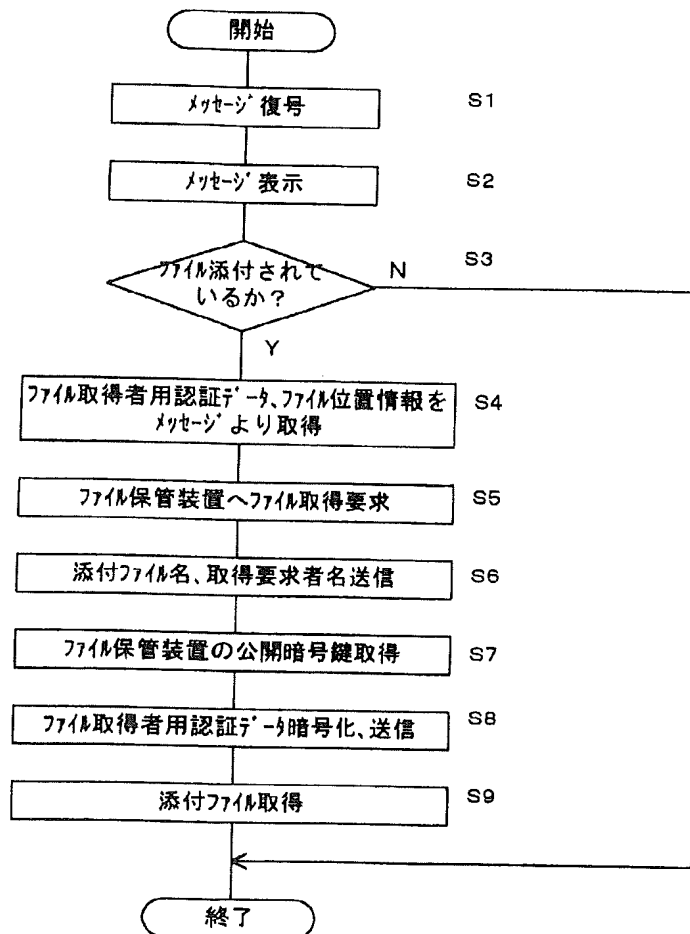 開始
ﾒｯｾｰｼﾞ復号
S1
ﾒｯｾｰｼﾞ表示
S2
ﾌｧｲﾙ添付されて
いるか？
N
S3
Y
ﾌｧｲﾙ取得者用認証ﾃﾞｰﾀ､ﾌｧｲﾙ位置情報を
ﾒｯｾｰｼﾞより取得
S4
ﾌｧｲﾙ保管装置へﾌｧｲﾙ取得要求
S5
添付ﾌｧｲﾙ名、取得要求者名送信
S6
ﾌｧｲﾙ保管装置の公開暗号鍵取得
S7
ﾌｧｲﾙ取得者用認証ﾃﾞｰﾀ暗号化、送信
S8
添付ﾌｧｲﾙ取得
S9
終了